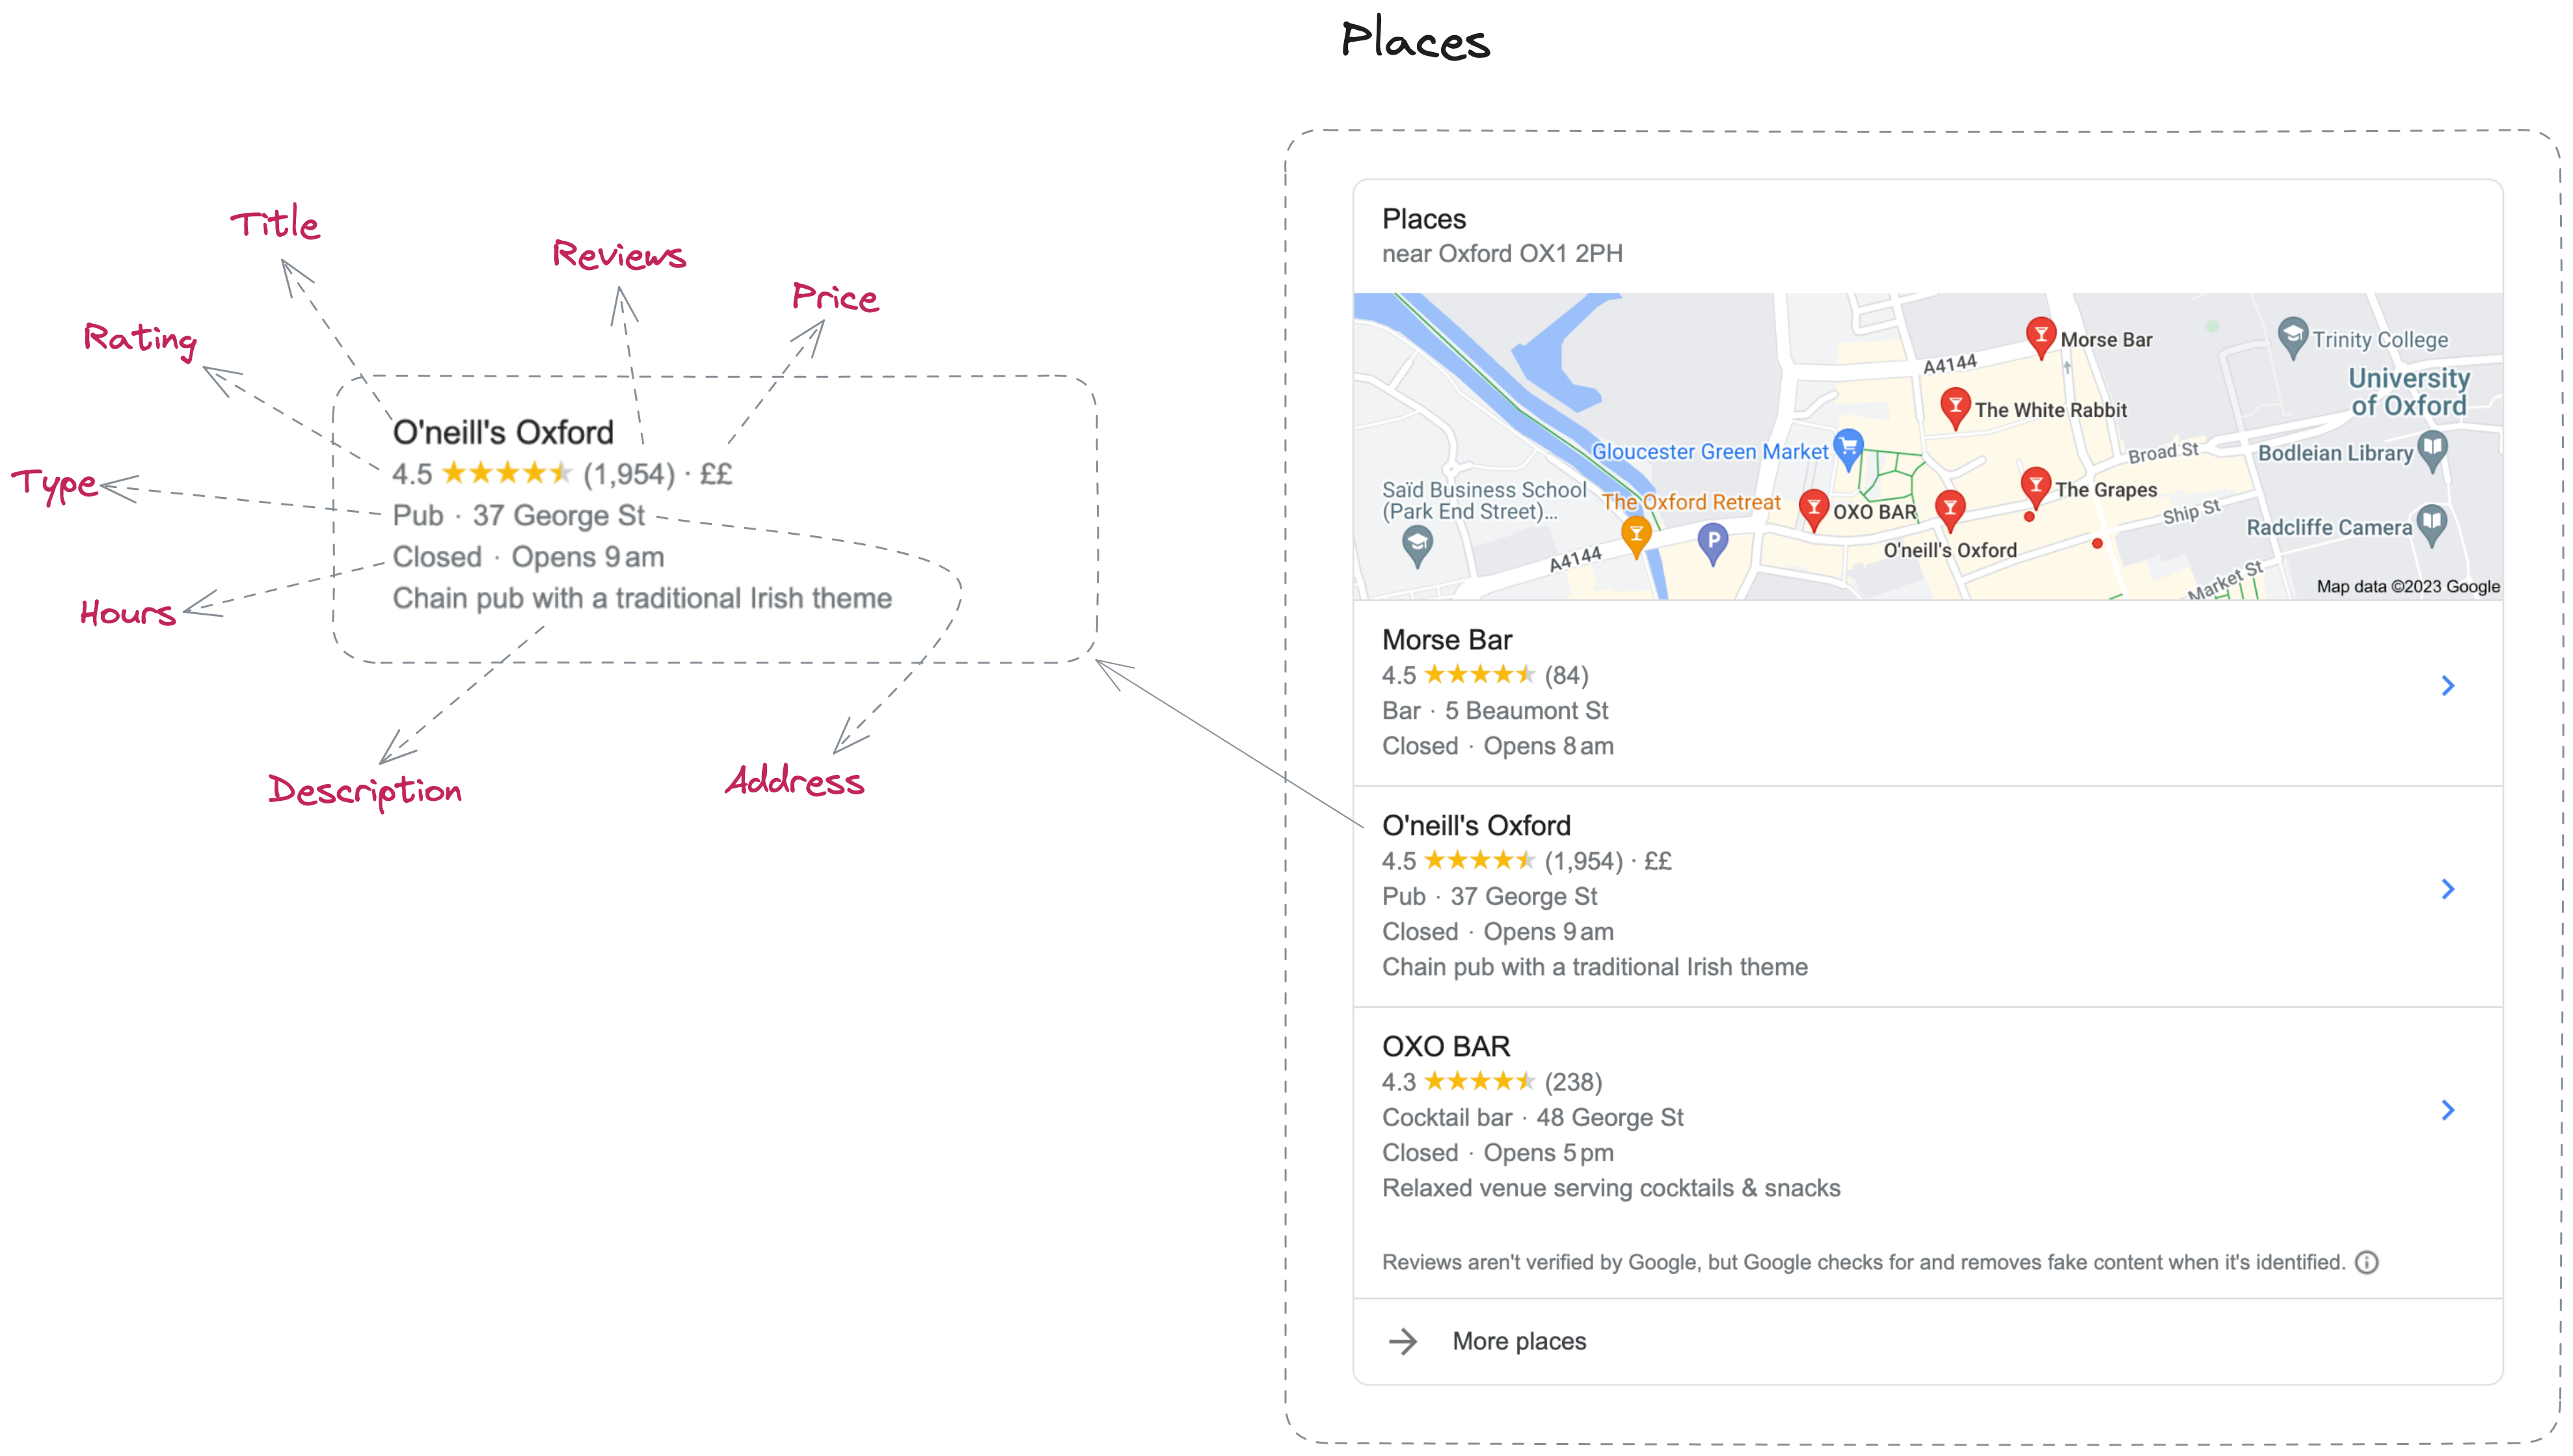 Places
Title
Reviews
Price
Rating
Type
Hours
Description
Address
O'neill's Oxford
4.5 (1,954) · ££
Pub · 37 George St
Closed · Opens 9 am
Chain pub with a traditional Irish theme
Places
near Oxford OX1 2PH
Morse Bar
Trinity College
A4144
University
of Oxford
The White Rabbit
Gloucester Green Market
Broad St
Bodleian Library
Saïd Business School
(Park End Street)...
The Oxford Retreat
P
OXO BAR
The Grapes
Ship St
Radcliffe Camera
O'neill's Oxford
A4144
Market St
Map data ©2023 Google
Morse Bar
4.5 (84)
Bar · 5 Beaumont St
Closed · Opens 8 am
O'neill's Oxford
4.5 (1,954) · ££
Pub · 37 George St
Closed · Opens 9 am
Chain pub with a traditional Irish theme
OXO BAR
4.3 (238)
Cocktail bar · 48 George St
Closed · Opens 5 pm
Relaxed venue serving cocktails & snacks
Reviews aren't verified by Google, but Google checks for and removes fake content when it's identified.
More places